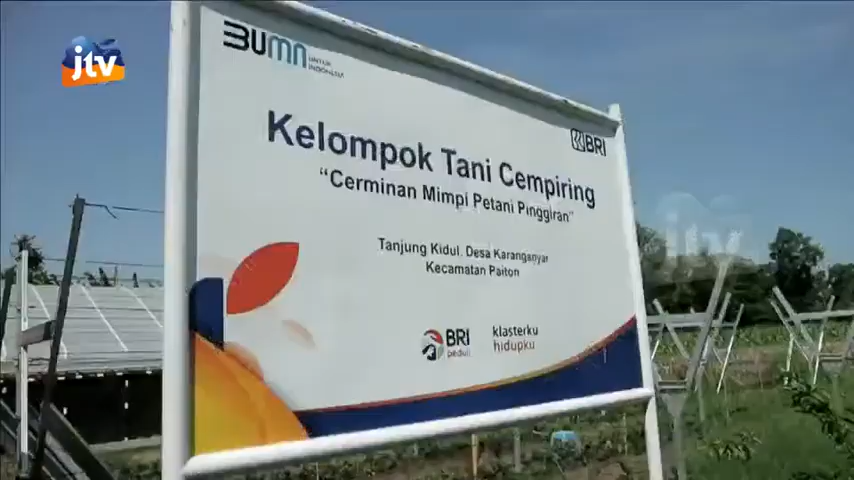 jtv
BUMN
UNTUK
INDONESIA
BRI
Kelompok Tani Cempiring
"Cerminan Mimpi Petani Pinggiran"
Tanjung Kidul. Desa Karanganyar
Kecamatan Paiton
BRI
peduli
klasterku
hidupku
jtv